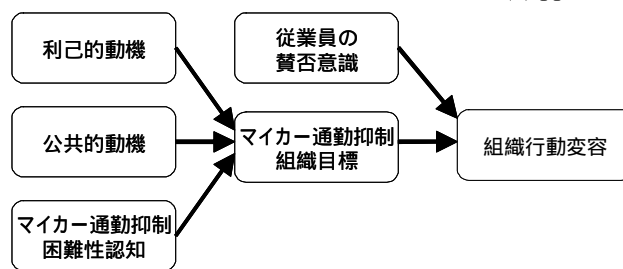 利己的動機
従業員の
賛否意識
公共的動機
マイカー通勤抑制
組織目標
組織行動変容
マイカー通勤抑制
困難性認知